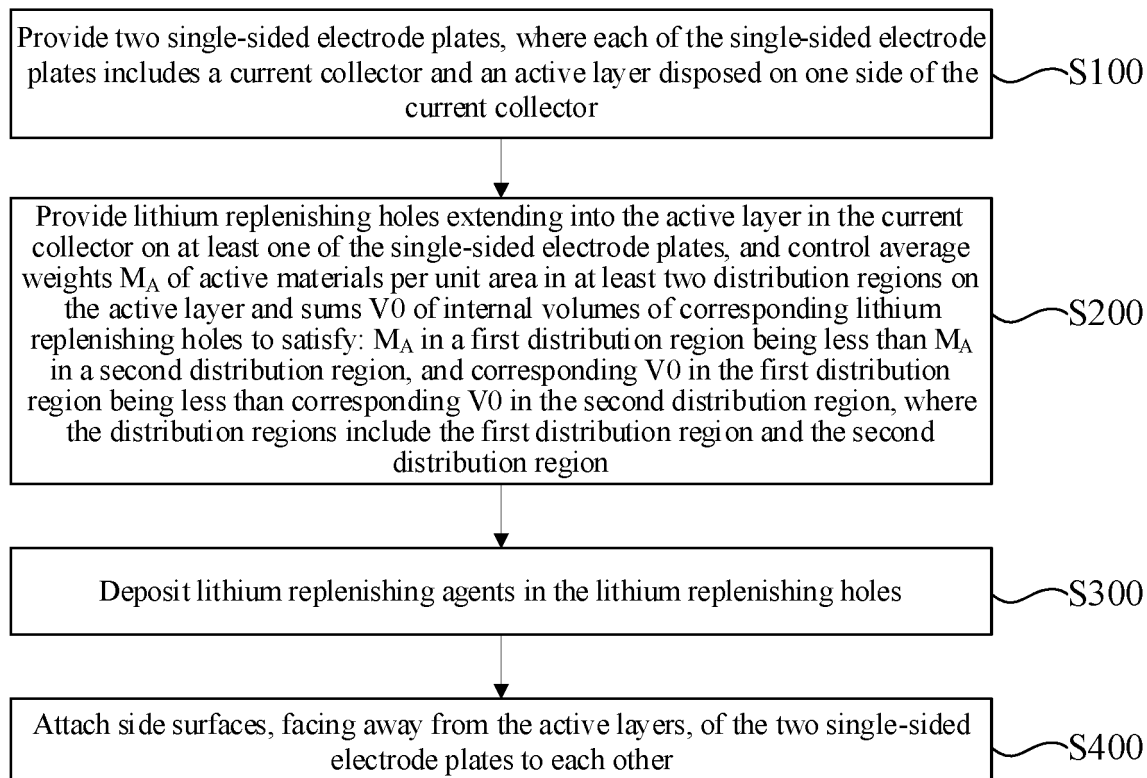 Provide two single-sided electrode plates, where each of the single-sided electrode
plates includes a current collector and an active layer disposed on one side of the
current collector
S100
Provide lithium replenishing holes extending into the active layer in the current
collector on at least one of the single-sided electrode plates, and control average
weights M_A of active materials per unit area in at least two distribution regions on
the active layer and sums V0 of internal volumes of corresponding lithium
replenishing holes to satisfy: M_A in a first distribution region being less than M_A
in a second distribution region, and corresponding V0 in the first distribution
region being less than corresponding V0 in the second distribution region, where
the distribution regions include the first distribution region and the second
distribution region
S200
Deposit lithium replenishing agents in the lithium replenishing holes
S300
Attach side surfaces, facing away from the active layers, of the two single-sided
electrode plates to each other
S400